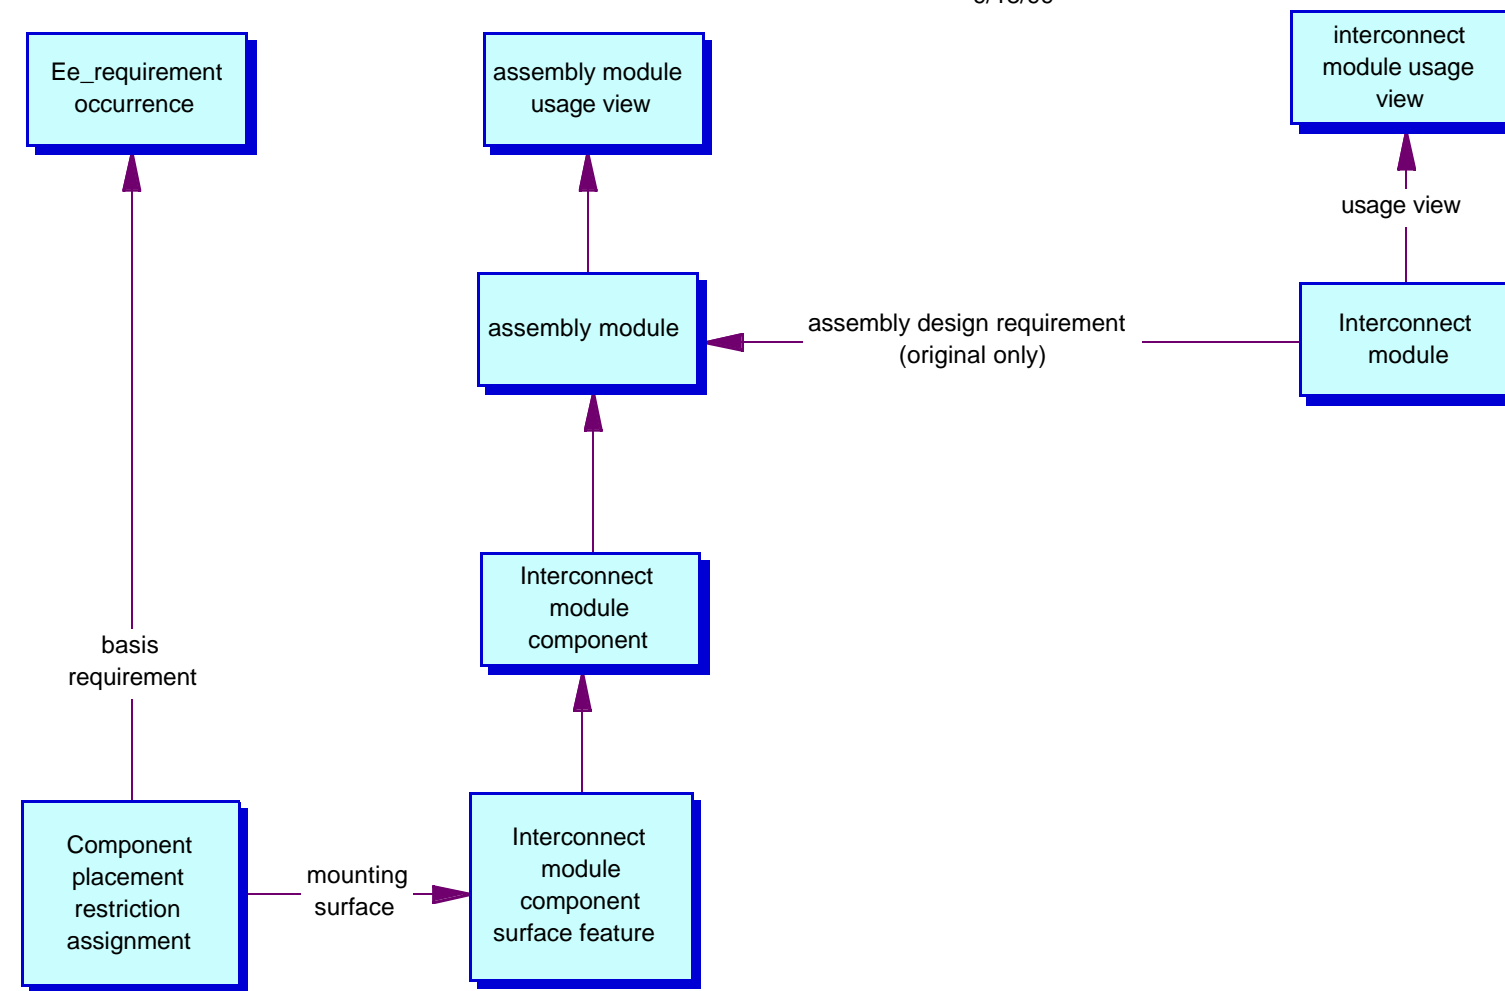 Ee_requirement
occurrence
assembly module
usage view
interconnect
module usage
view
usage view
assembly module
assembly design requirement
(original only)
Interconnect
module
Interconnect
module
component
basis
requirement
Component
placement
restriction
assignment
mounting
surface
Interconnect
module
component
surface feature